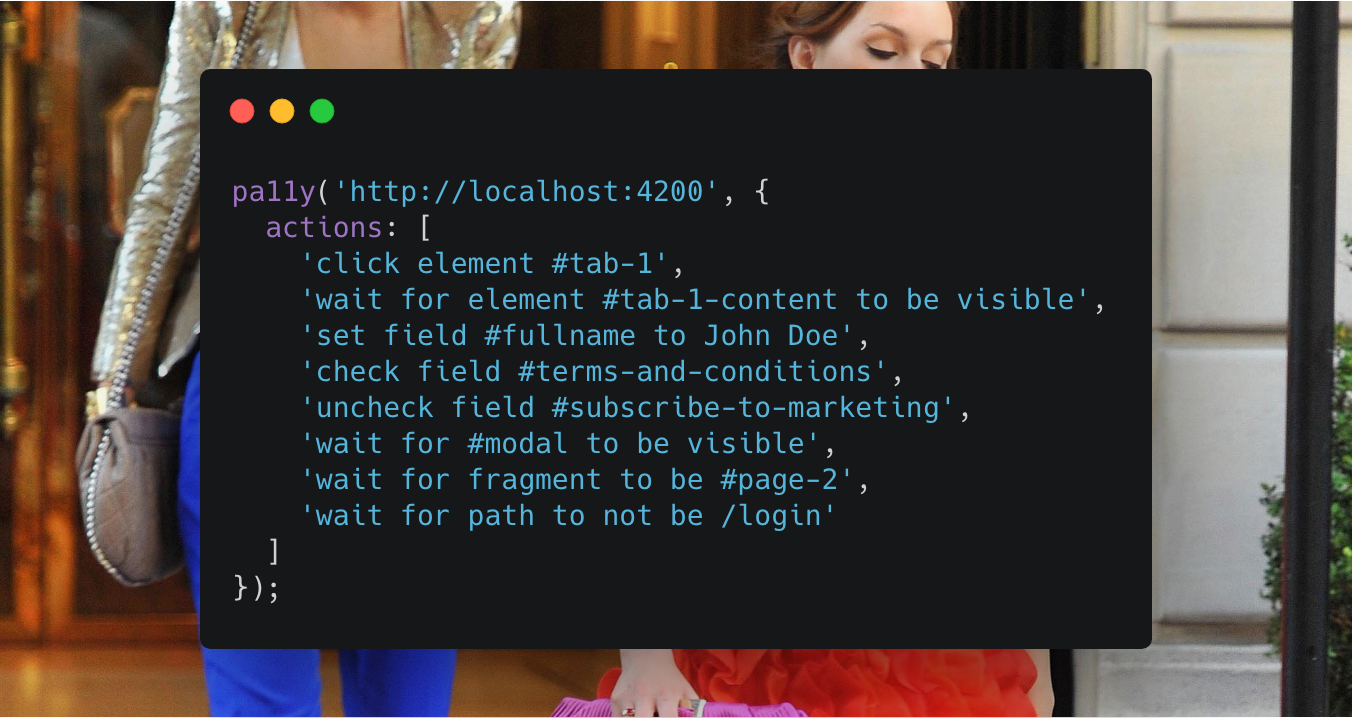 pa11y('http://localhost:4200', {
  actions: [
    'click element #tab-1',
    'wait for element #tab-1-content to be visible',
    'set field #fullname to John Doe',
    'check field #terms-and-conditions',
    'uncheck field #subscribe-to-marketing',
    'wait for #modal to be visible',
    'wait for fragment to be #page-2',
    'wait for path to not be /login'
  ]
});